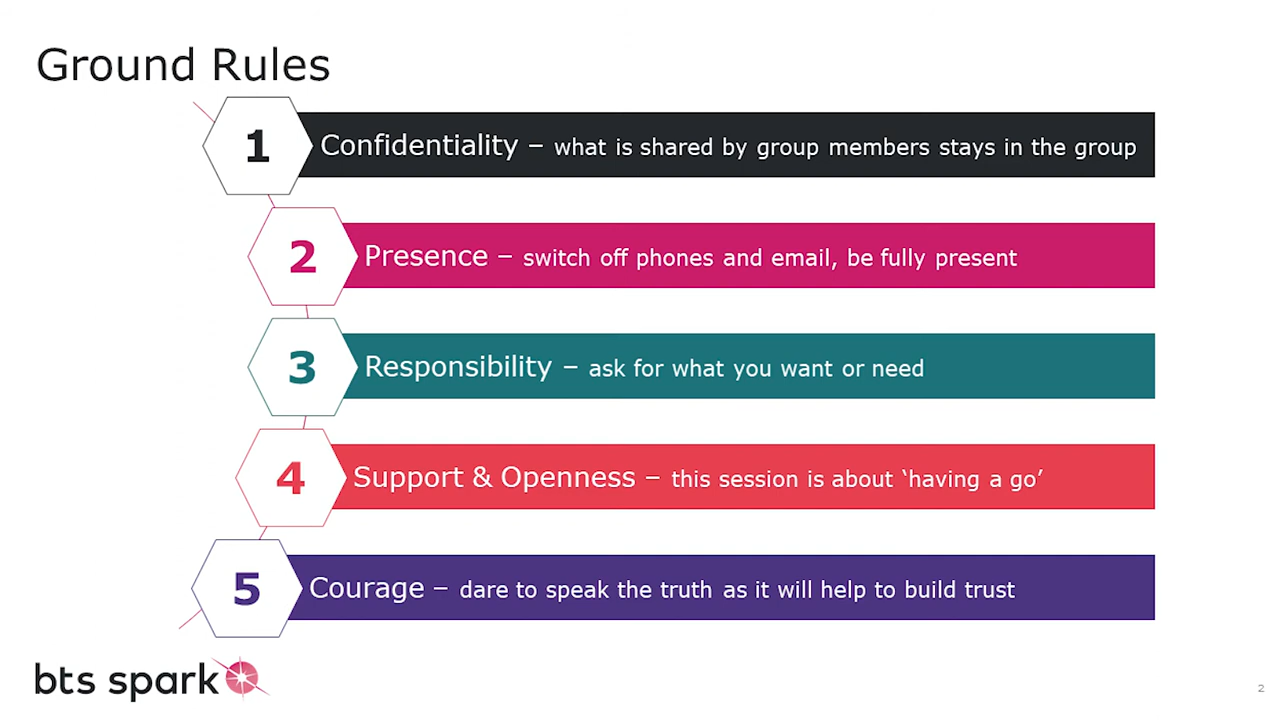 Ground Rules
1
Confidentiality – what is shared by group members stays in the group
2
Presence – switch off phones and email, be fully present
3
Responsibility – ask for what you want or need
4
Support & Openness – this session is about ‘having a go’
5
Courage – dare to speak the truth as it will help to build trust
bts spark
2